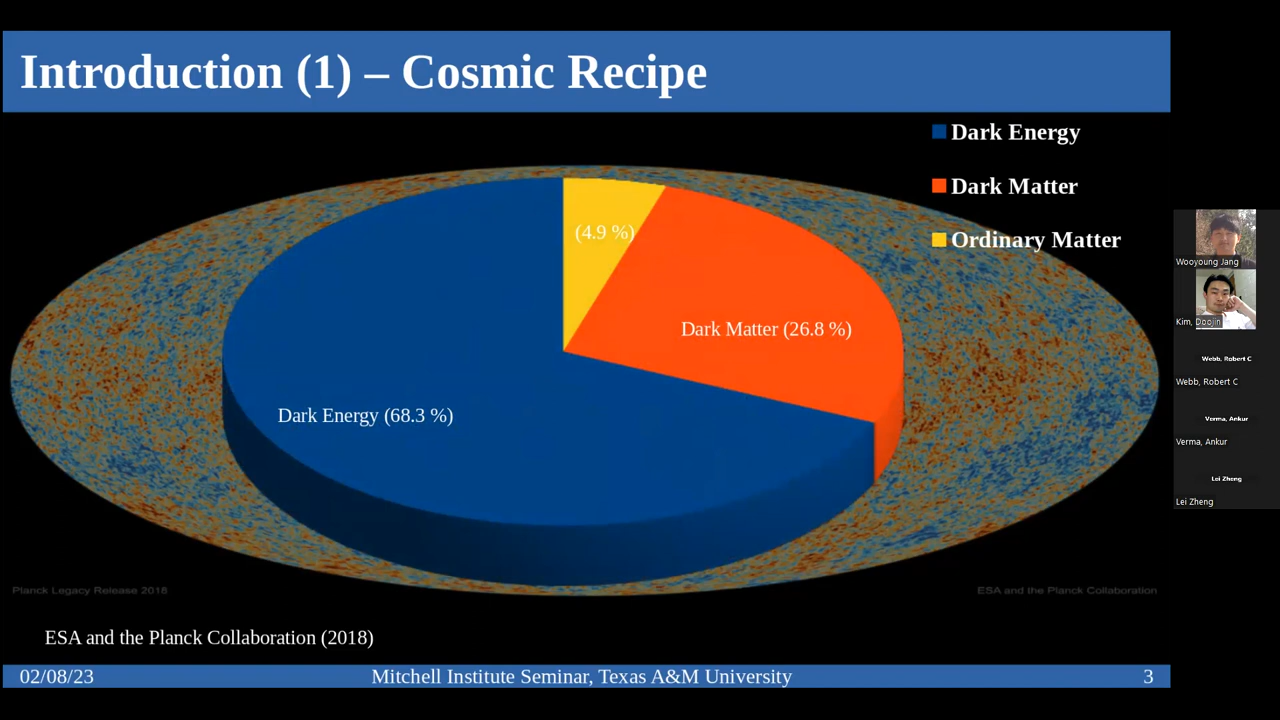 Introduction (1) – Cosmic Recipe
Dark Energy
Dark Matter
Ordinary Matter
(4.9 %)
Dark Matter (26.8 %)
Dark Energy (68.3 %)
Wooyoung Jang
Kim, Doojin
Webb, Robert C
Webb, Robert C
Verma, Ankur
Verma, Ankur
Lei Zheng
Lei Zheng
Planck Legacy Release 2018
ESA and the Planck Collaboration
ESA and the Planck Collaboration (2018)
02/08/23
Mitchell Institute Seminar, Texas A&M University
3